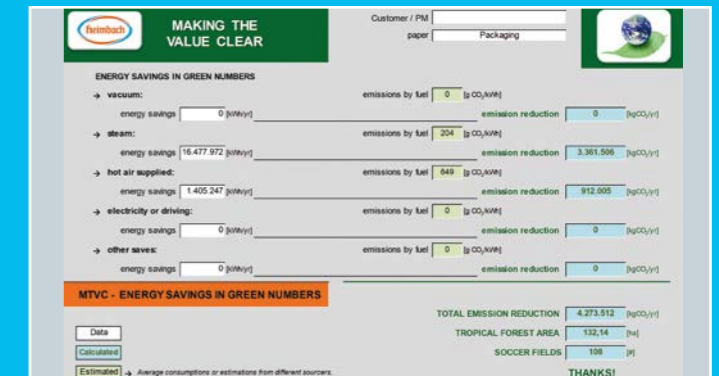 heimbach
MAKING THE
VALUE CLEAR
Customer / PM
paper Packaging
ENERGY SAVINGS IN GREEN NUMBERS
→ vacuum: emissions by fuel 0 [g CO₂/kWh]
energy savings 0 [kWh/yr] emission reduction 0 [kgCO₂/yr]
→ steam: emissions by fuel 204 [g CO₂/kWh]
energy savings 16.477.972 [kWh/yr] emission reduction 3.361.506 [kgCO₂/yr]
→ hot air supplied: emissions by fuel 649 [g CO₂/kWh]
energy savings 1.405.247 [kWh/yr] emission reduction 912.005 [kgCO₂/yr]
→ electricity or driving: emissions by fuel 0 [g CO₂/kWh]
energy savings 0 [kWh/yr] emission reduction 0 [kgCO₂/yr]
→ other saves: emissions by fuel 0 [g CO₂/kWh]
energy savings 0 [kWh/yr] emission reduction 0 [kgCO₂/yr]
MTVC - ENERGY SAVINGS IN GREEN NUMBERS
TOTAL EMISSION REDUCTION 4.273.512 [kgCO₂/yr]
Data TROPICAL FOREST AREA 132,14 [ha]
Calculated SOCCER FIELDS 108 [#]
Estimated → Average consumptions or estimations from different sourcers. THANKS!